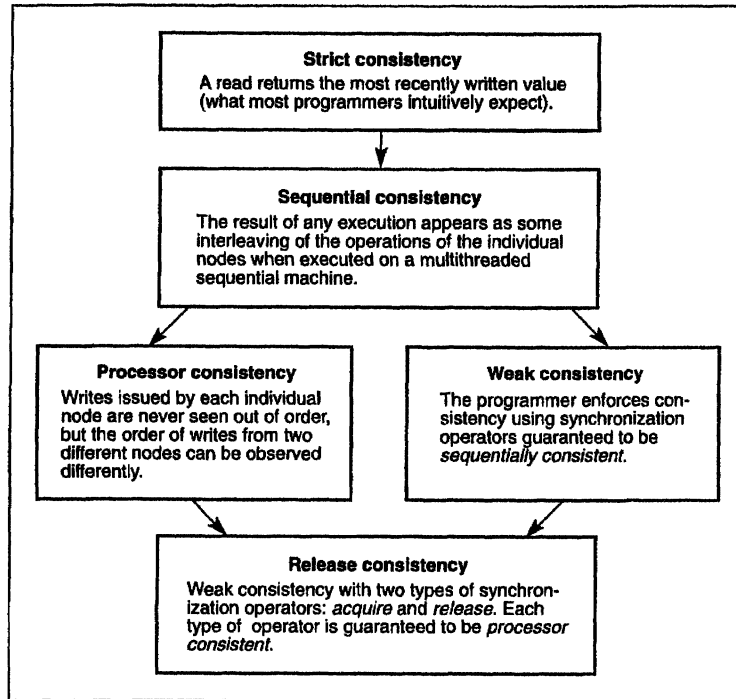 Strict consistency
A read returns the most recently written value
(what most programmers intuitively expect).
Sequential consistency
The result of any execution appears as some
interleaving of the operations of the individual
nodes when executed on a multithreaded
sequential machine.
Processor consistency
Writes issued by each individual
node are never seen out of order,
but the order of writes from two
different nodes can be observed
differently.
Weak consistency
The programmer enforces con-
sistency using synchronization
operators guaranteed to be
sequentially consistent.
Release consistency
Weak consistency with two types of synchron-
ization operators: acquire and release. Each
type of operator is guaranteed to be processor
consistent.